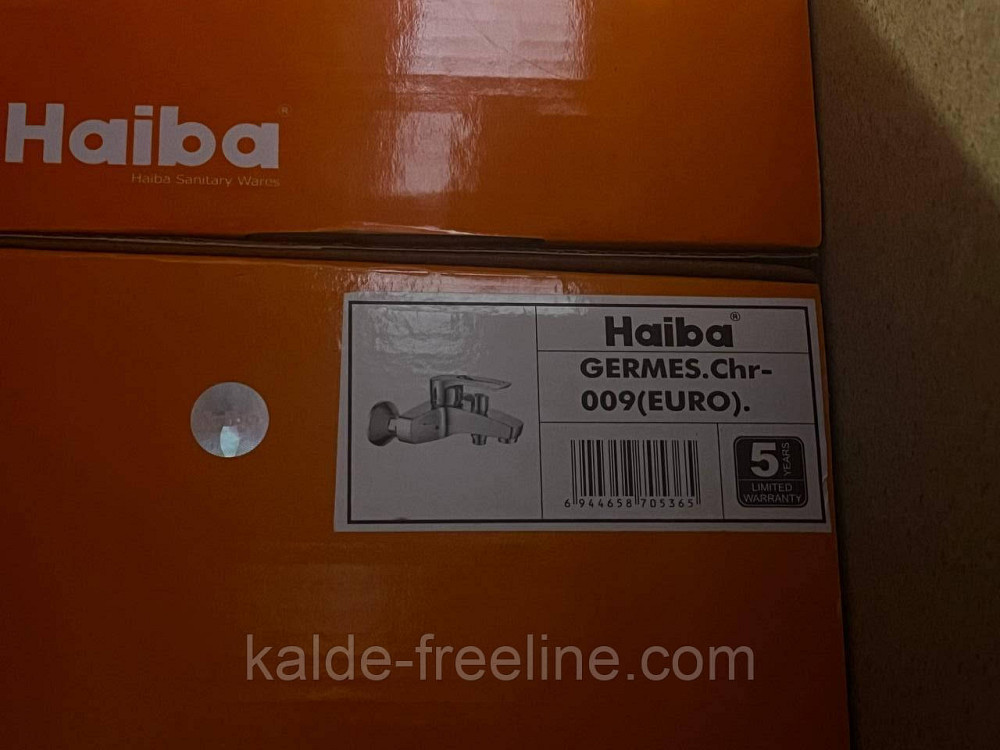 Haiba®
Haiba Sanitary Wares
Haiba®
GERMES.Chr-
009(EURO).
6 944658 705365
5 YEARS
LIMITED
WARRANTY
kalde-freeline.com